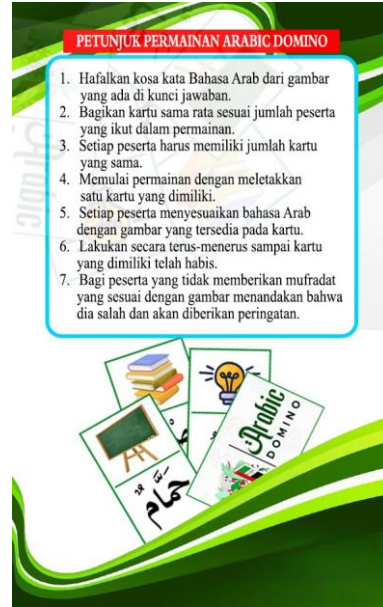 PETUNJUK PERMAINAN ARABIC DOMINO
1. Hafalkan kosa kata Bahasa Arab dari gambar
yang ada di kunci jawaban.
2. Bagikan kartu sama rata sesuai jumlah peserta
yang ikut dalam permainan.
3. Setiap peserta harus memiliki jumlah kartu
yang sama.
4. Memulai permainan dengan meletakkan
satu kartu yang dimiliki.
5. Setiap peserta menyesuaikan bahasa Arab
dengan gambar yang tersedia pada kartu.
6. Lakukan secara terus-menerus sampai kartu
yang dimiliki telah habis.
7. Bagi peserta yang tidak memberikan mufradat
yang sesuai dengan gambar menandakan bahwa
dia salah dan akan diberikan peringatan.
Arabic
حَمَّامٌ
Arabic
DOMINO